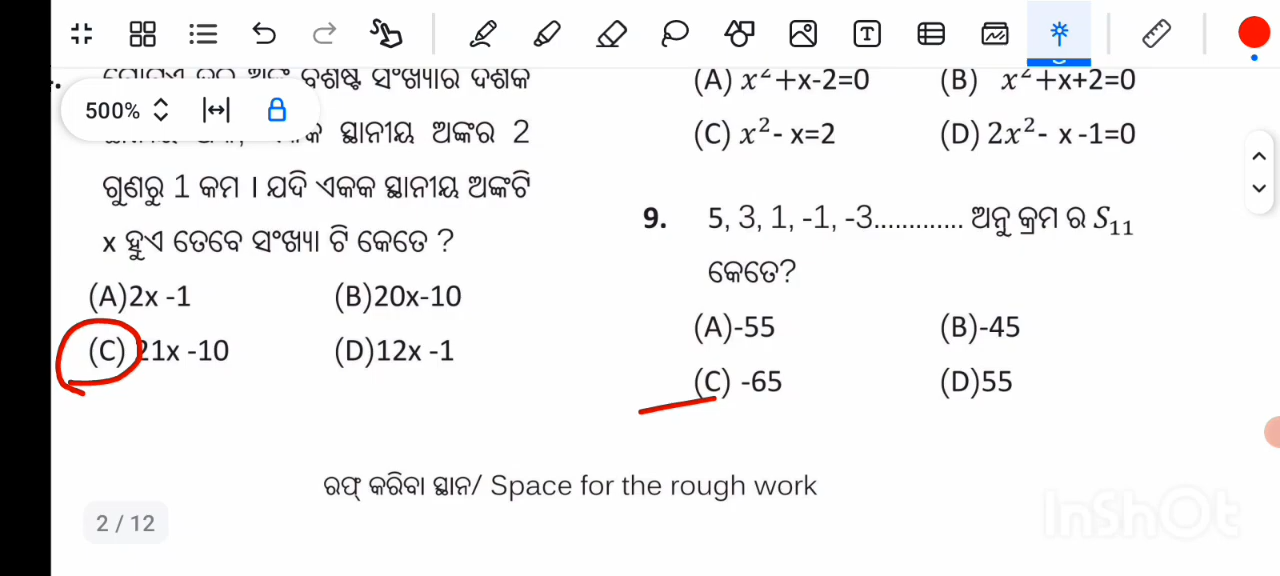 500%
ସଂଖ୍ୟାର ଦଶକ
ସ୍ଥାନୀୟ ଅଙ୍କର 2
ଗୁଣରୁ 1 କମ । ଯଦି ଏକକ ସ୍ଥାନୀୟ ଅଙ୍କଟି
x ହୁଏ ତେବେ ସଂଖ୍ୟା ଟି କେତେ ?
(A)2x -1 (B)20x-10
(C) 21x -10 (D)12x -1
(A) x²+x-2=0 (B) x²+x+2=0
(C) x²- x=2 (D) 2x²- x -1=0
9. 5, 3, 1, -1, -3............. ଅନୁ କ୍ରମ ର S₁₁
କେତେ?
(A)-55 (B)-45
(C) -65 (D)55
ରଫ୍ କରିବା ସ୍ଥାନ/ Space for the rough work
2 / 12
InShOt